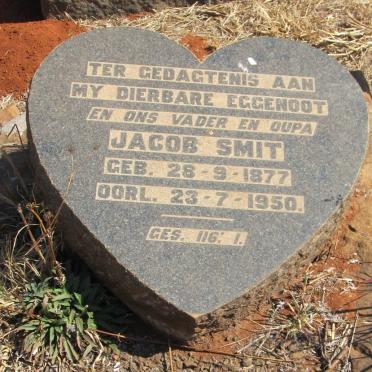 TER GEDAGTENIS AAN
MY DIERBARE EGGENOOT
EN ONS VADER EN OUPA
JACOB SMIT
GEB. 28-9-1877
OORL. 23-7-1950.
GES. 116: 1.